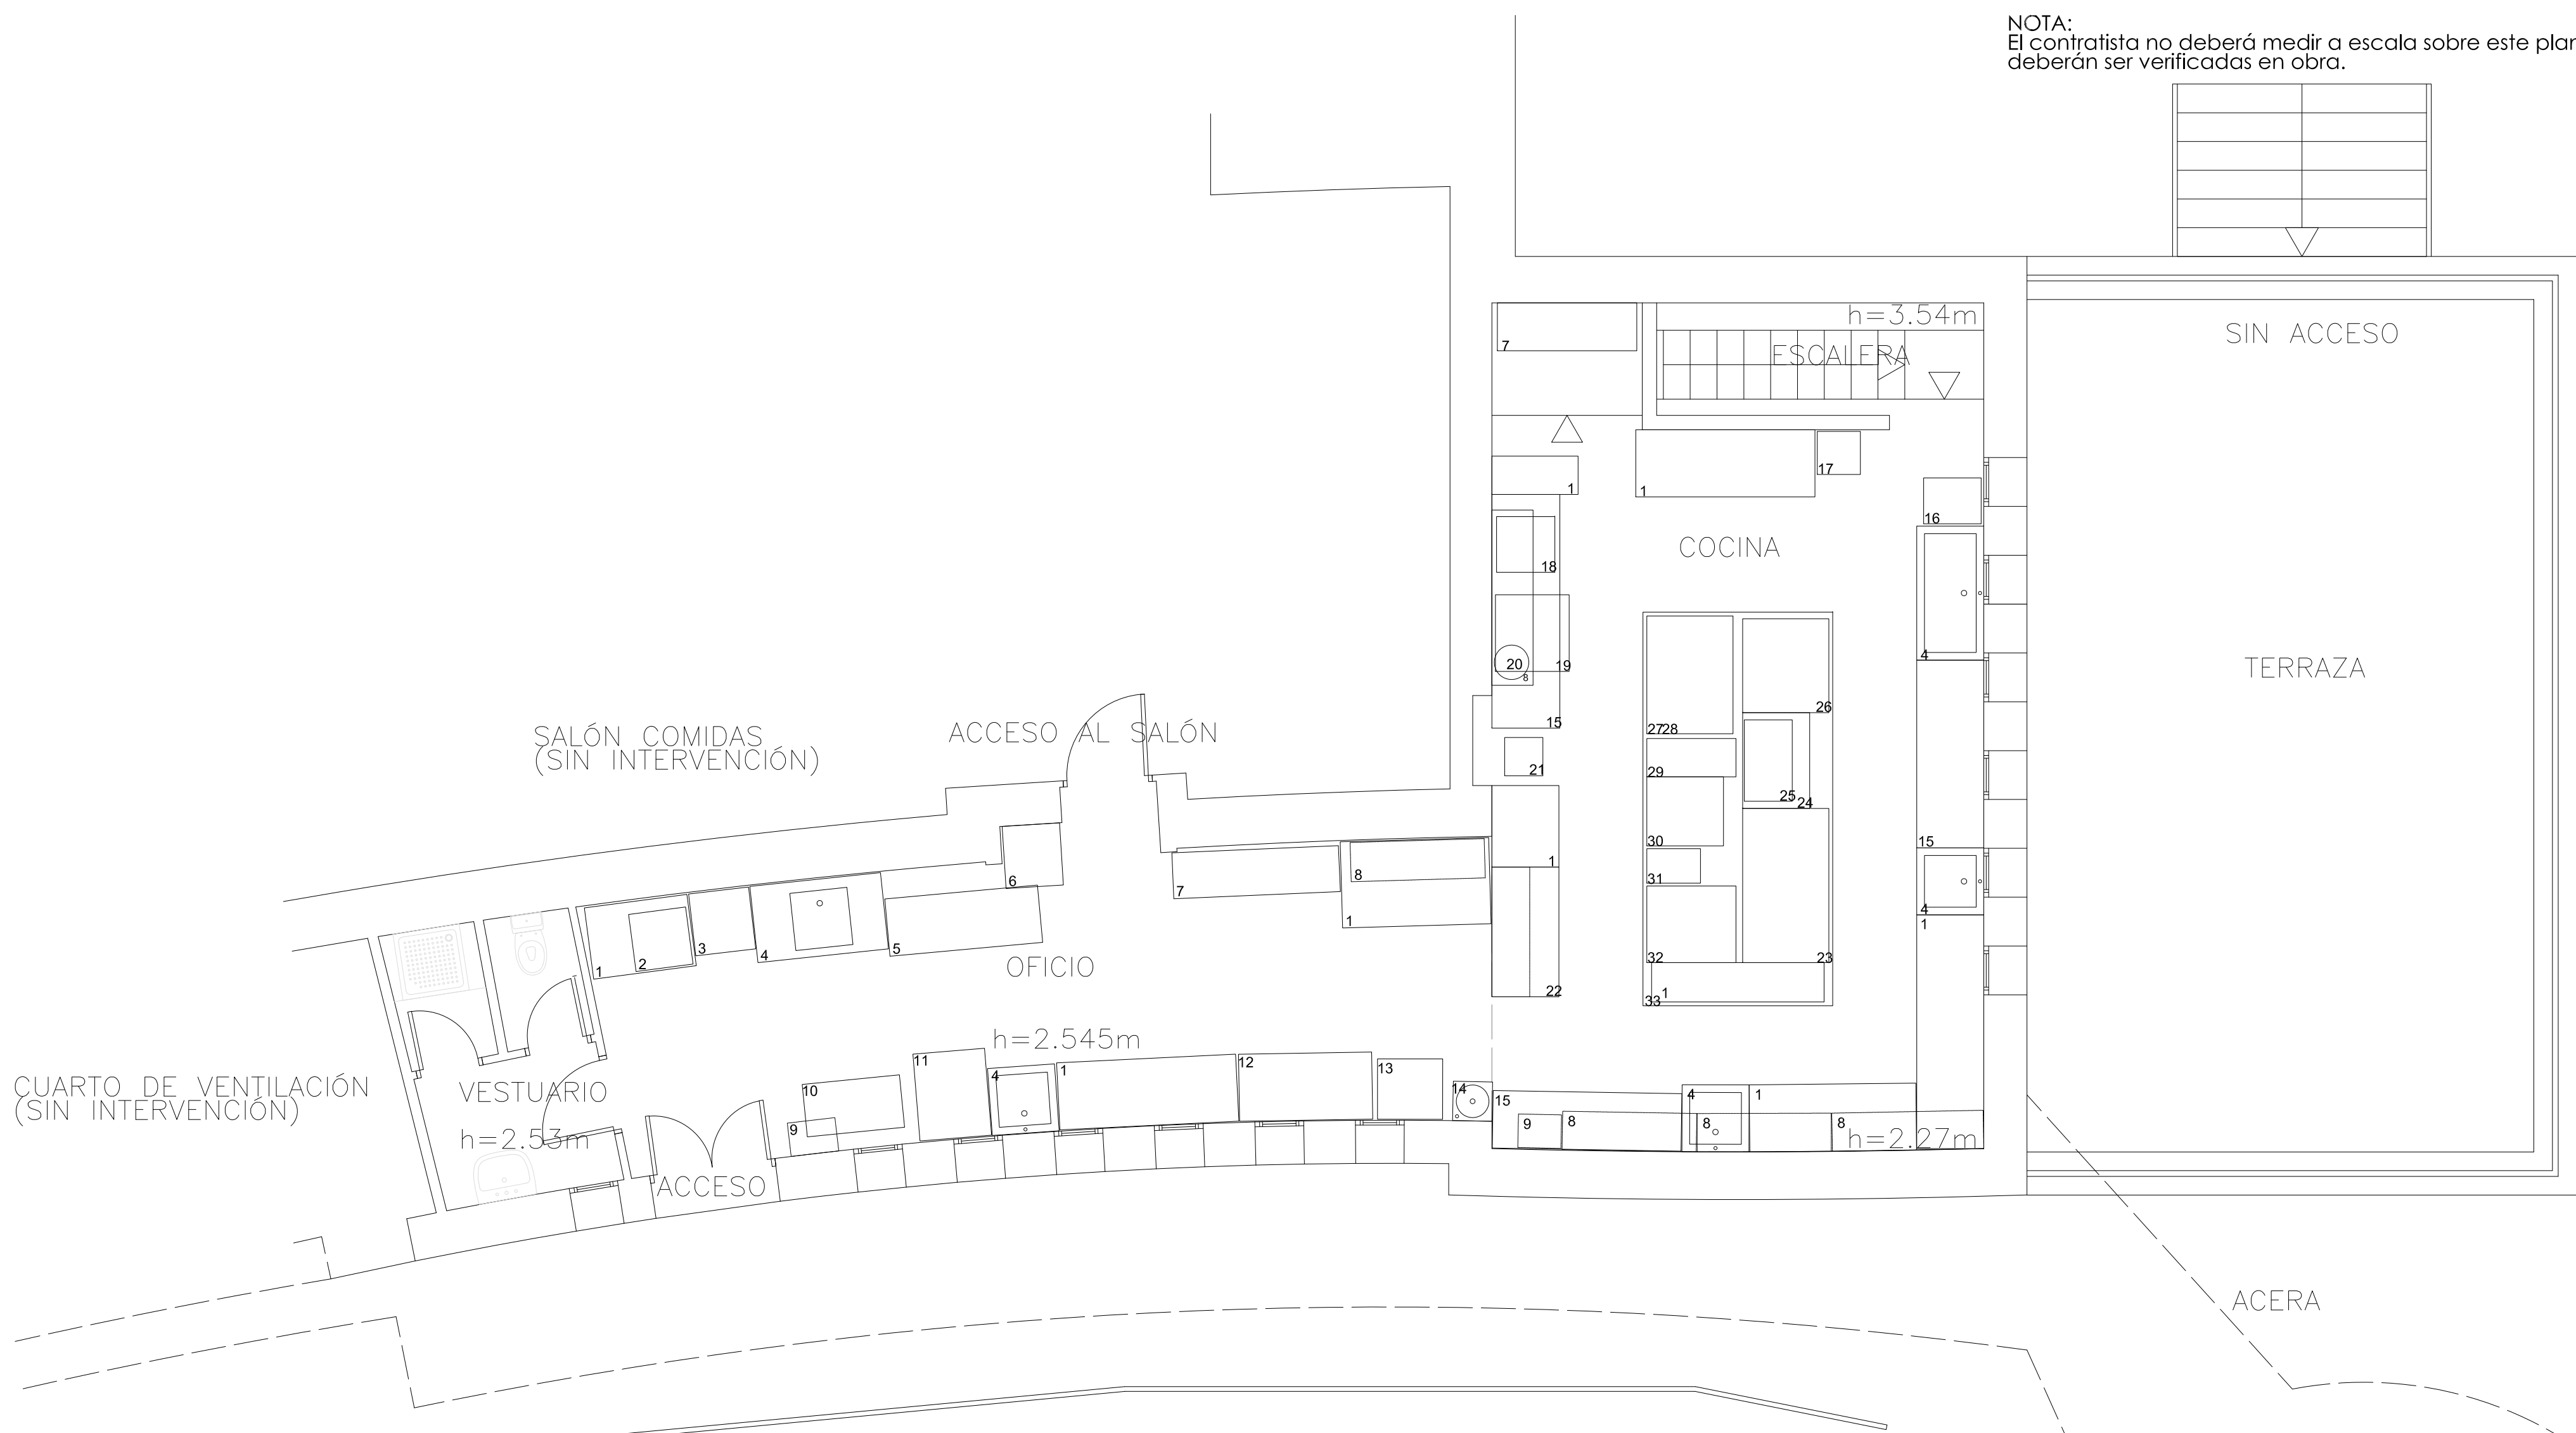 NOTA:
El contratista no deberá medir a escala sobre este plan
deberán ser verificadas en obra.
h=3.54m
SIN ACCESO
7
ESCALERA
17
1
1
16
COCINA
18
TERRAZA
20
19
8
4
26
15
2728
SALÓN COMIDAS
(SIN INTERVENCIÓN)
ACCESO AL SALÓN
21
29
25
24
30
15
1
8
31
6
7
1
4
1
5
4
3
2
1
OFICIO
32
23
22
33
1
h=2.545m
11
12
13
10
4
1
14
15
4
1
CUARTO DE VENTILACIÓN
(SIN INTERVENCIÓN)
VESTUARIO
9
9
8
8
8
h=2.53m
h=2.27m
ACCESO
ACERA